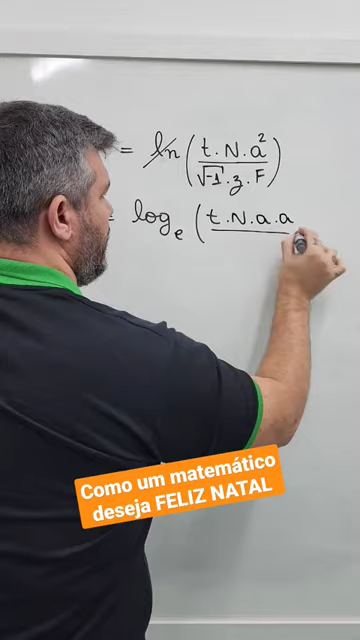 = ln(t.N.a²
√-1.z.F)
= logₑ (t.N.a.a
Como um matemático
deseja FELIZ NATAL